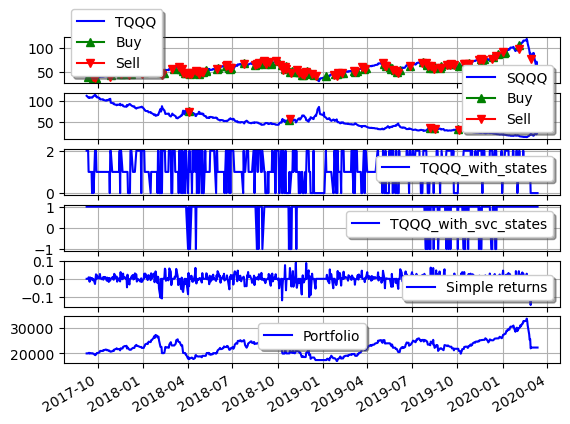 TQQQ
Buy
Sell
100
50
SQQQ
Buy
Sell
100
50
2
0
TQQQ_with_states
1
0
−1
TQQQ_with_svc_states
0.1
0.0
−0.1
Simple returns
30000
20000
Portfolio
2017-10
2018-01
2018-04
2018-07
2018-10
2019-01
2019-04
2019-07
2019-10
2020-01
2020-04